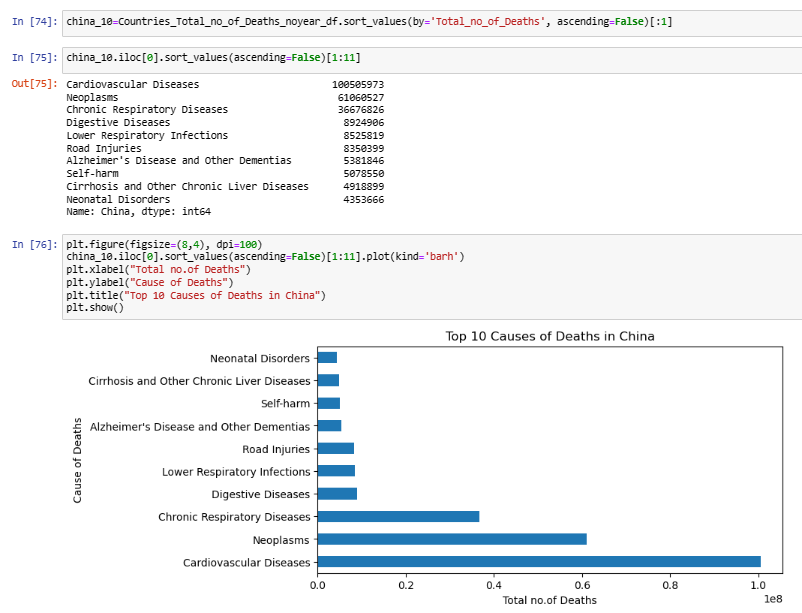 In [74]: china_10=Countries_Total_no_of_Deaths_noyear_df.sort_values(by='Total_no_of_Deaths', ascending=False)[:1]
In [75]: china_10.iloc[0].sort_values(ascending=False)[1:11]
Out[75]: Cardiovascular Diseases 100505973
Neoplasms 61060527
Chronic Respiratory Diseases 36676826
Digestive Diseases 8924906
Lower Respiratory Infections 8525819
Road Injuries 8350399
Alzheimer's Disease and Other Dementias 5381846
Self-harm 5078550
Cirrhosis and Other Chronic Liver Diseases 4918899
Neonatal Disorders 4353666
Name: China, dtype: int64
In [76]: plt.figure(figsize=(8,4), dpi=100)
china_10.iloc[0].sort_values(ascending=False)[1:11].plot(kind='barh')
plt.xlabel("Total no.of Deaths")
plt.ylabel("Cause of Deaths")
plt.title("Top 10 Causes of Deaths in China")
plt.show()
Top 10 Causes of Deaths in China
Cause of Deaths
Neonatal Disorders
Cirrhosis and Other Chronic Liver Diseases
Self-harm
Alzheimer's Disease and Other Dementias
Road Injuries
Lower Respiratory Infections
Digestive Diseases
Chronic Respiratory Diseases
Neoplasms
Cardiovascular Diseases
0.0 0.2 0.4 0.6 0.8 1.0
1e8
Total no.of Deaths